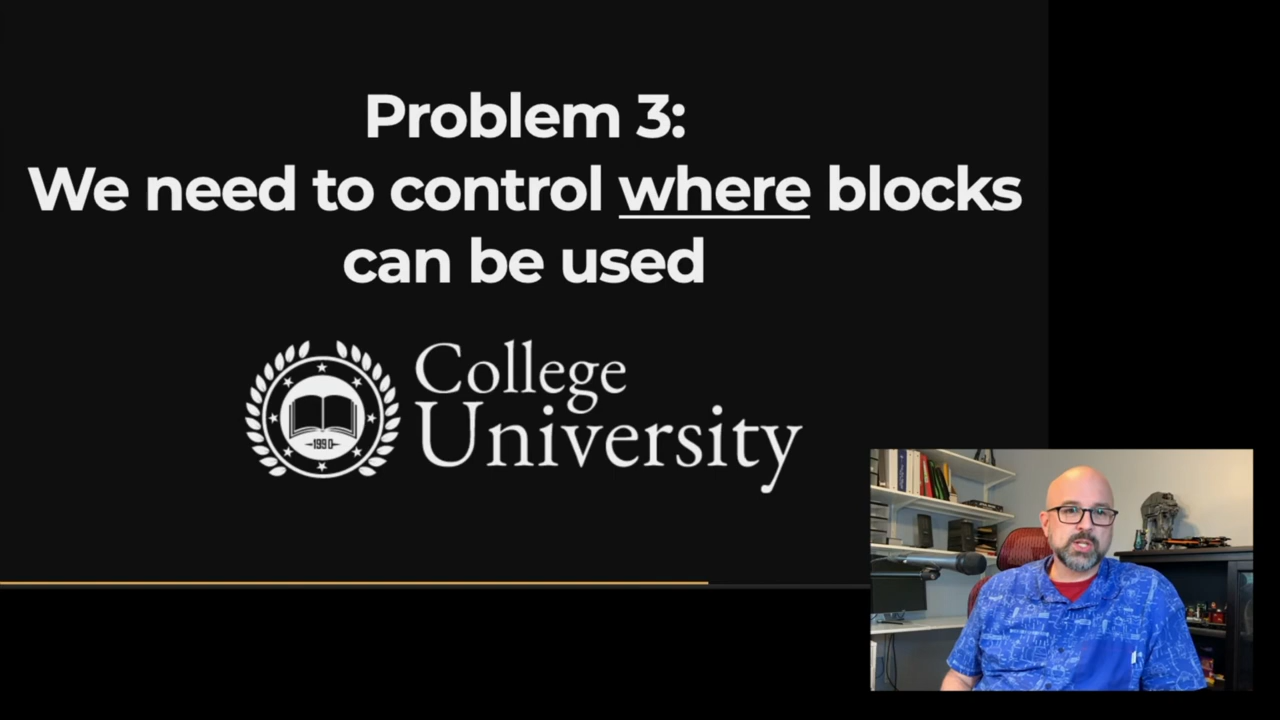 Problem 3:
We need to control where blocks
can be used
College
University
1990